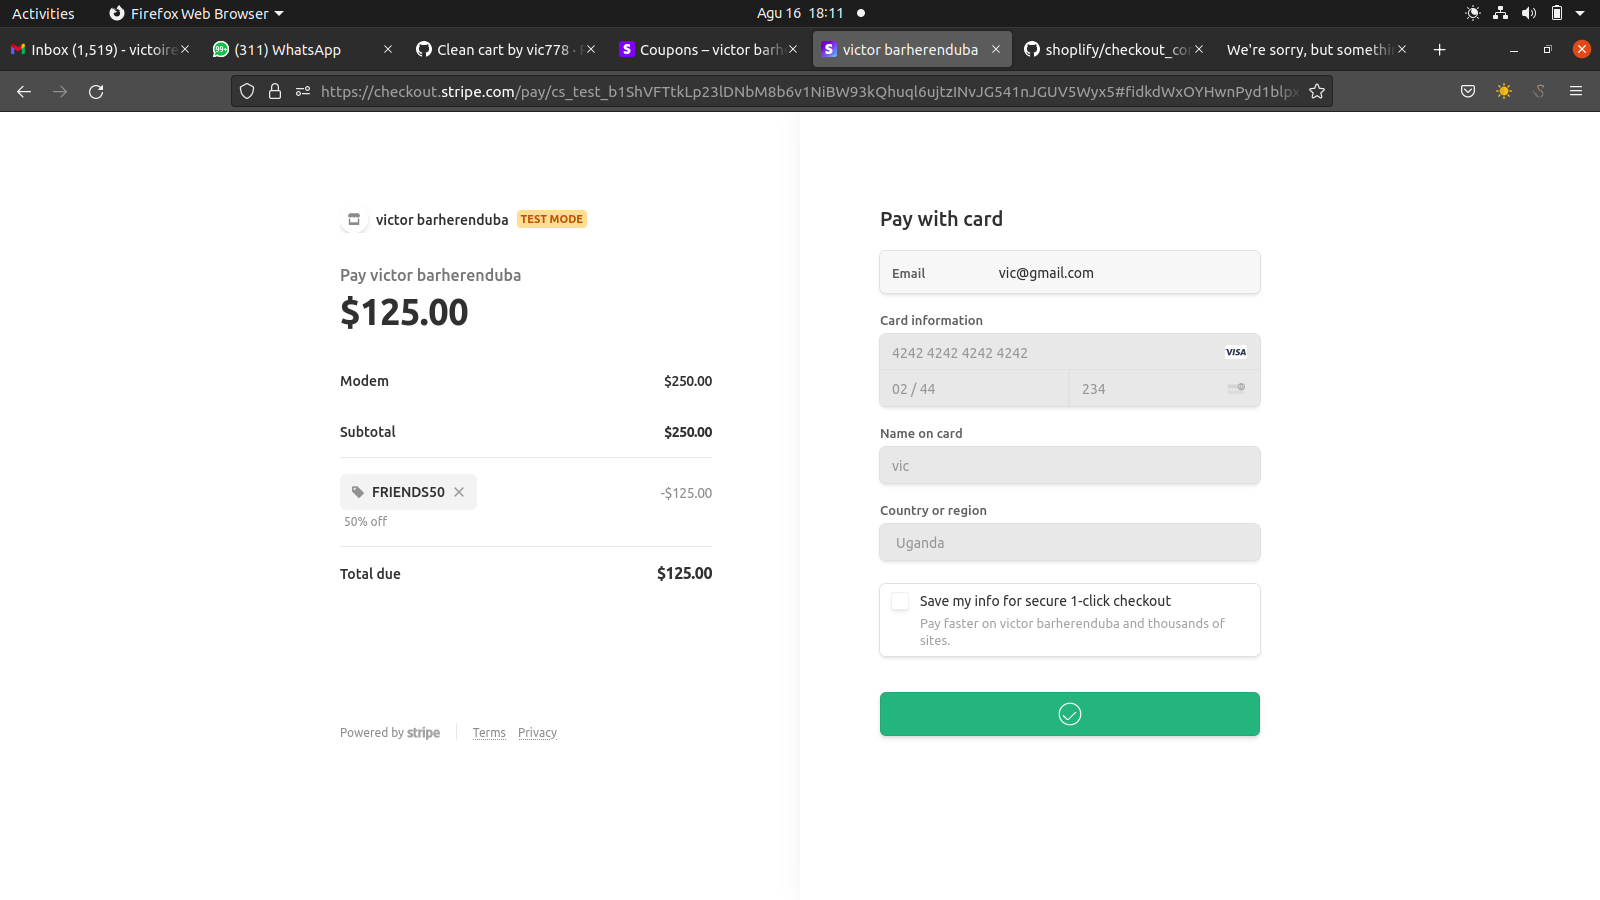 Activities
Firefox Web Browser
Agu 16 18:11
Inbox (1,519) - victoire
99+
(311) WhatsApp
Clean cart by vic778 ·
S
Coupons – victor barh
S
victor barherenduba
shoplify/checkout_co
We're sorry, but somethi
https://checkout.stripe.com/pay/cs_test_b1ShVFTtkLp23lDNbM8b6v1NiBW93kQhuql6ujtzINvJG541nJGUV5Wyx5#fidkdWxOYHwnPyd1blpx
victor barherenduba
TEST MODE
Pay victor barherenduba
$125.00
Modem
$250.00
Subtotal
$250.00
FRIENDS50
-$125.00
50% off
Total due
$125.00
Powered by stripe
Terms
Privacy
Pay with card
Email
vic@gmail.com
Card information
4242 4242 4242 4242
VISA
02 / 44
234
Name on card
vic
Country or region
Uganda
Save my info for secure 1-click checkout
Pay faster on victor barherenduba and thousands of
sites.